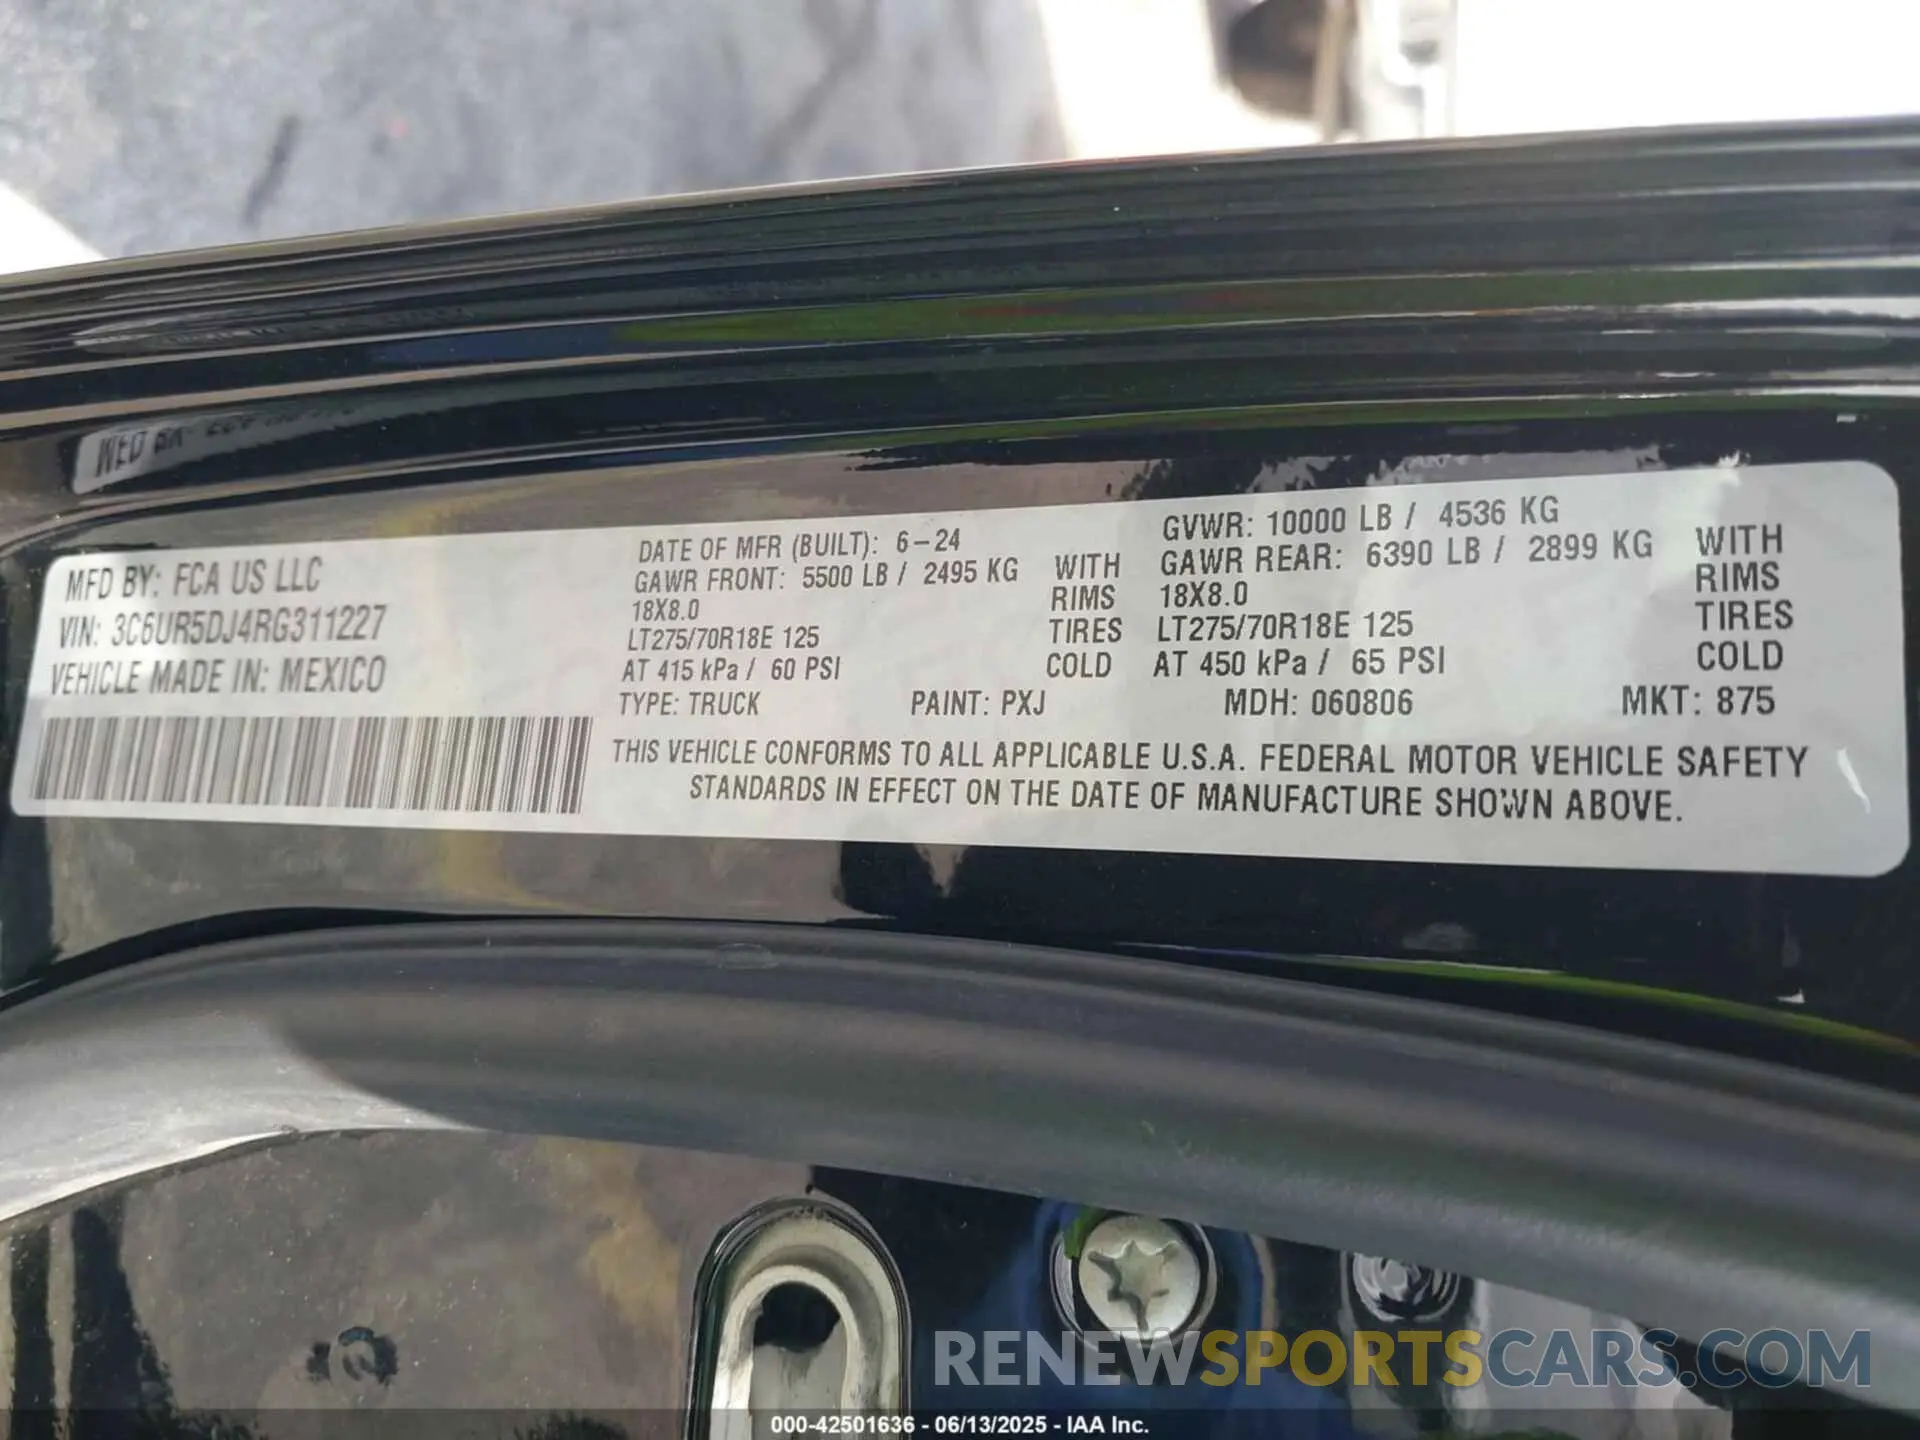 MFD BY: FCA US LLC
VIN: 3C6UR5DJ4RG311227
VEHICLE MADE IN: MEXICO
DATE OF MFR (BUILT): 6-24
GAWR FRONT: 5500 LB / 2495 KG WITH
18X8.0 RIMS
LT275/70R18E 125 TIRES
AT 415 kPa / 60 PSI COLD
GVWR: 10000 LB / 4536 KG
GAWR REAR: 6390 LB / 2899 KG WITH
18X8.0 RIMS
LT275/70R18E 125 TIRES
AT 450 kPa / 65 PSI COLD
TYPE: TRUCK PAINT: PXJ MDH: 060806 MKT: 875
THIS VEHICLE CONFORMS TO ALL APPLICABLE U.S.A. FEDERAL MOTOR VEHICLE SAFETY
STANDARDS IN EFFECT ON THE DATE OF MANUFACTURE SHOWN ABOVE.
RENEWSPORTSCARS.COM
000-42501636 - 06/13/2025 - IAA Inc.